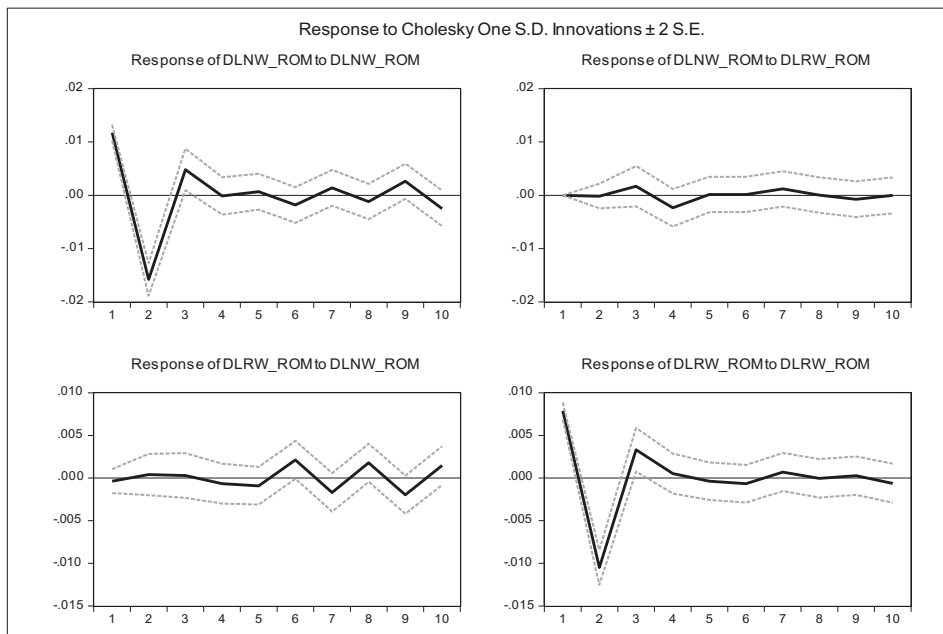 Response to Cholesky One S.D. Innovations ± 2 S.E.
Response of DLNW_ROM to DLNW_ROM
.02
.01
.00
-.01
-.02
1 2 3 4 5 6 7 8 9 10
Response of DLNW_ROM to DLRW_ROM
.02
.01
.00
-.01
-.02
1 2 3 4 5 6 7 8 9 10
Response of DLRW_ROM to DLNW_ROM
.010
.005
.000
-.005
-.010
-.015
1 2 3 4 5 6 7 8 9 10
Response of DLRW_ROM to DLRW_ROM
.010
.005
.000
-.005
-.010
-.015
1 2 3 4 5 6 7 8 9 10